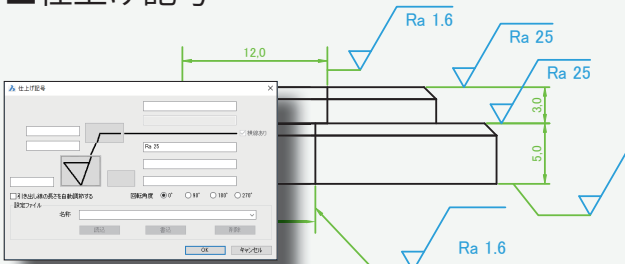 ■仕上げ記号
Ra 1.6
Ra 25
12,0
Ra 25
仕上げ記号
3,0
横線あり
Ra 25
5,0
引き出し線の長さを自動調節する
回転角度 0° 90° 180° 270°
設定ファイル
名称
読込 書込 削除
Ra 1.6
OK キャンセル